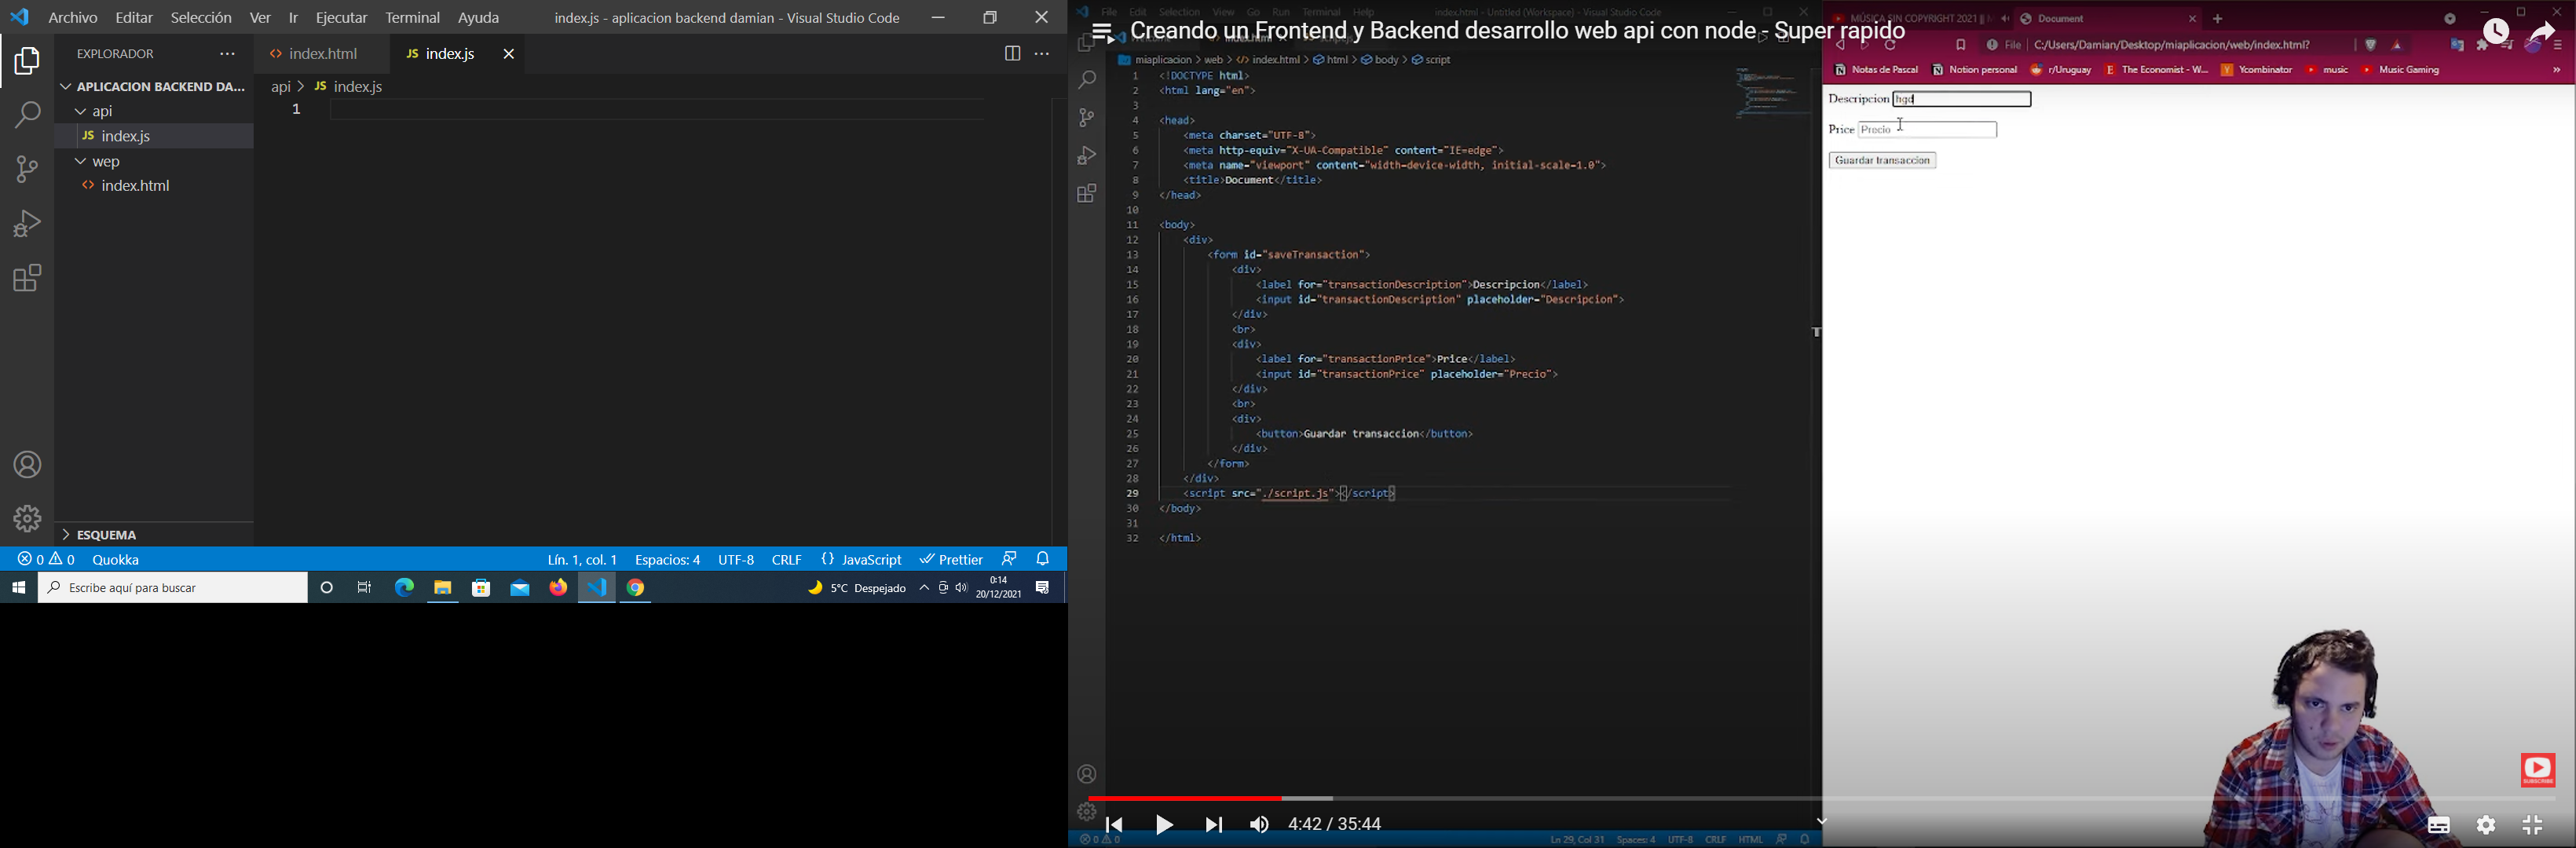 Archivo Editar Selección Ver Ir Ejecutar Terminal Ayuda index.js - aplicacion backend damian - Visual Studio Code
EXPLORADOR
index.html
JS index.js
APLICACION BACKEND DA...
api
JS index.js
wep
index.html
ESQUEMA
api > JS index.js
1
0 0 Quokka
Lín. 1, col. 1 Espacios: 4 UTF-8 CRLF {} JavaScript Prettier
Escribe aquí para buscar
5°C Despejado
0:14
20/12/2021
File Edit Selection View Go Run Terminal Help index.html - Untitled (Workspace) - Visual Studio Code
Creando un Frontend y Backend desarrollo web api con node - Super rapido
miaplicacion > web > index.html > html > body > script
1 <!DOCTYPE html>
2 <html lang="en">
3
4 <head>
5 <meta charset="UTF-8">
6 <meta http-equiv="X-UA-Compatible" content="IE=edge">
7 <meta name="viewport" content="width=device-width, initial-scale=1.0">
8 <title>Document</title>
9 </head>
10
11 <body>
12 <div>
13 <form id="saveTransaction">
14 <div>
15 <label for="transactionDescription">Descripcion</label>
16 <input id="transactionDescription" placeholder="Descripcion">
17 </div>
18 <br>
19 <div>
20 <label for="transactionPrice">Price</label>
21 <input id="transactionPrice" placeholder="Precio">
22 </div>
23 <br>
24 <div>
25 <button>Guardar transaccion</button>
26 </div>
27 </form>
28 </div>
29 <script src="./script.js"></script>
30 </body>
31
32 </html>
MÚSICA SIN COPYRIGHT 2021
Document
File C:/Users/Damian/Desktop/miaplicacion/web/index.html?
Notas de Pascal Notion personal r/Uruguay The Economist - W... Ycombinator music Music Gaming »
Descripcion hgd
Price Precio
Guardar transaccion
SUBSCRIBE
4:42 / 35:44
0 0
Ln 29, Col 31 Spaces: 4 UTF-8 CRLF HTML